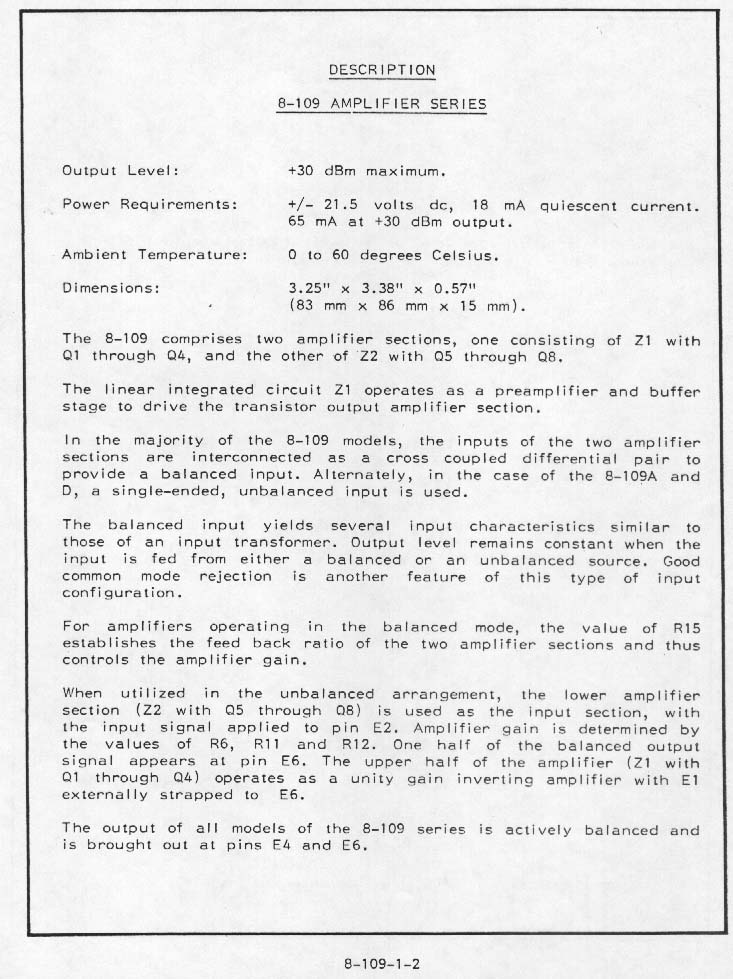 DESCRIPTION
8-109 AMPLIFIER SERIES
Output Level: +30 dBm maximum.
Power Requirements: +/- 21.5 volts dc, 18 mA quiescent current.
65 mA at +30 dBm output.
Ambient Temperature: 0 to 60 degrees Celsius.
Dimensions: 3.25" x 3.38" x 0.57"
(83 mm x 86 mm x 15 mm).
The 8-109 comprises two amplifier sections, one consisting of Z1 with
Q1 through Q4, and the other of Z2 with Q5 through Q8.
The linear integrated circuit Z1 operates as a preamplifier and buffer
stage to drive the transistor output amplifier section.
In the majority of the 8-109 models, the inputs of the two amplifier
sections are interconnected as a cross coupled differential pair to
provide a balanced input. Alternately, in the case of the 8-109A and
D, a single-ended, unbalanced input is used.
The balanced input yields several input characteristics similar to
those of an input transformer. Output level remains constant when the
input is fed from either a balanced or an unbalanced source. Good
common mode rejection is another feature of this type of input
configuration.
For amplifiers operating in the balanced mode, the value of R15
establishes the feed back ratio of the two amplifier sections and thus
controls the amplifier gain.
When utilized in the unbalanced arrangement, the lower amplifier
section (Z2 with Q5 through Q8) is used as the input section, with
the input signal applied to pin E2. Amplifier gain is determined by
the values of R6, R11 and R12. One half of the balanced output
signal appears at pin E6. The upper half of the amplifier (Z1 with
Q1 through Q4) operates as a unity gain inverting amplifier with E1
externally strapped to E6.
The output of all models of the 8-109 series is actively balanced and
is brought out at pins E4 and E6.
8-109-1-2